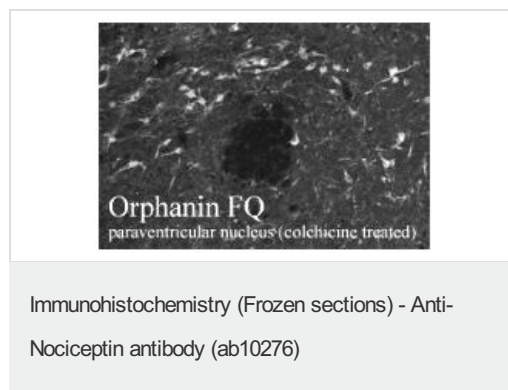 Orphanin FQ
paraventricular nucleus (colchicine treated)
Immunohistochemistry (Frozen sections) - Anti-
Nociceptin antibody (ab10276)